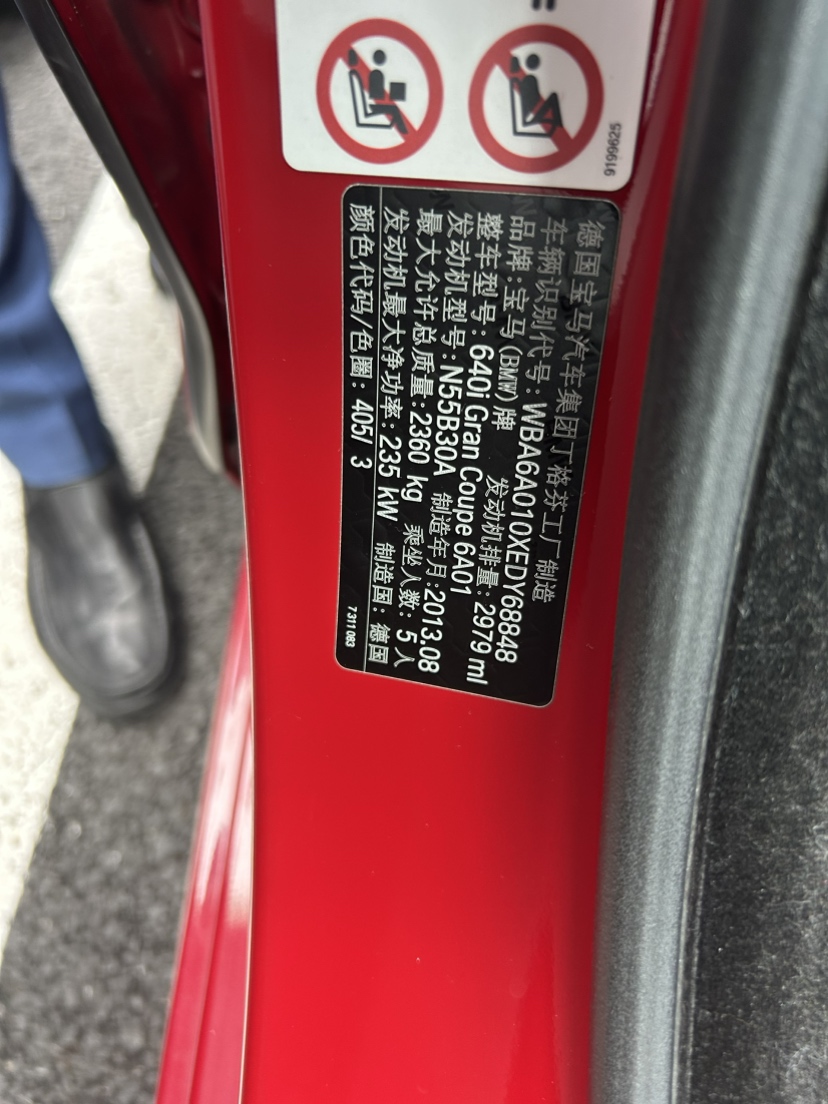 9199625
德国宝马汽车集团丁格芬工厂制造
车辆识别代号:WBA6A010XEDY68848
品牌:宝马(BMW)牌 发动机排量:2979 ml
整车型号:640i Gran Coupe 6A01
发动机型号:N55B30A 制造年月:2013.08
最大允许总质量:2360 kg 乘坐人数:5人
发动机最大净功率:235 kW 制造国:德国
颜色代码/色圈:405/ 3
7 311 083